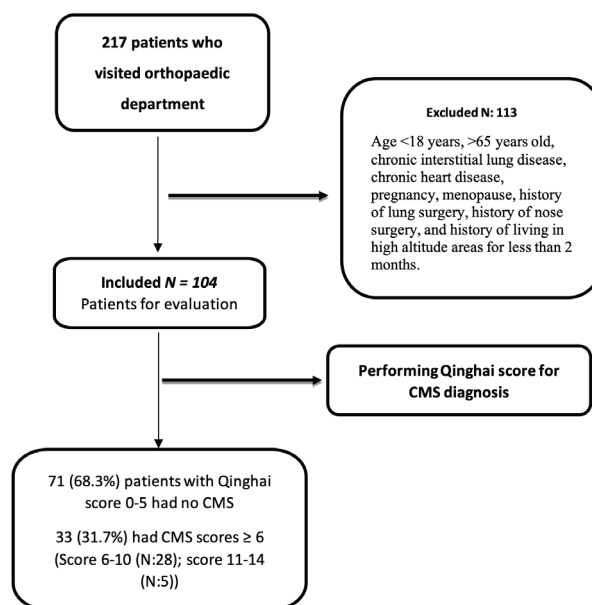 217 patients who
visited orthopaedic
department
Excluded N: 113
Age <18 years, >65 years old,
chronic interstitial lung disease,
chronic heart disease,
pregnancy, menopause, history
of lung surgery, history of nose
surgery, and history of living in
high altitude areas for less than 2
months.
Included N = 104
Patients for evaluation
Performing Qinghai score for
CMS diagnosis
71 (68.3%) patients with Qinghai
score 0-5 had no CMS
33 (31.7%) had CMS scores ≥ 6
(Score 6-10 (N:28); score 11-14
(N:5))